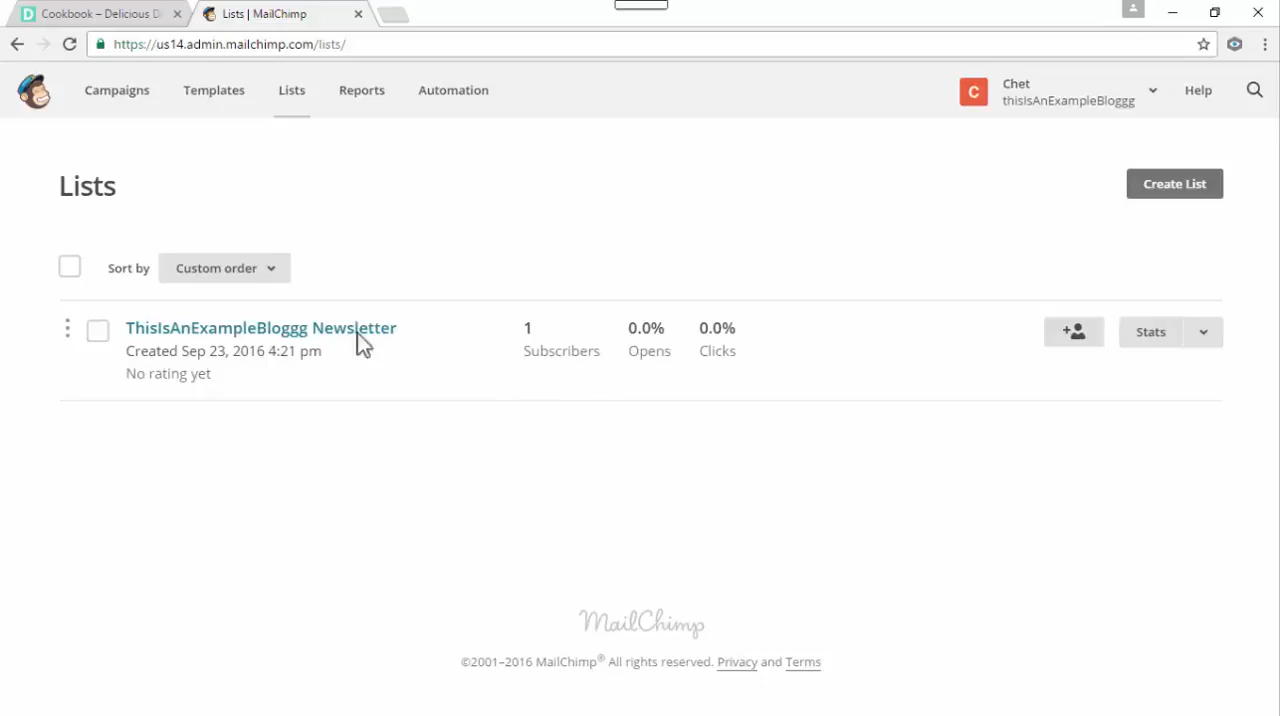 Cookbook – Delicious D
Lists | MailChimp
https://us14.admin.mailchimp.com/lists/
Campaigns Templates Lists Reports Automation
C Chet
thisIsAnExampleBloggg
Help
Lists
Create List
Sort by Custom order
ThisIsAnExampleBloggg Newsletter 1 0.0% 0.0%
Created Sep 23, 2016 4:21 pm Subscribers Opens Clicks
No rating yet
Stats
MailChimp
©2001–2016 MailChimp® All rights reserved. Privacy and Terms